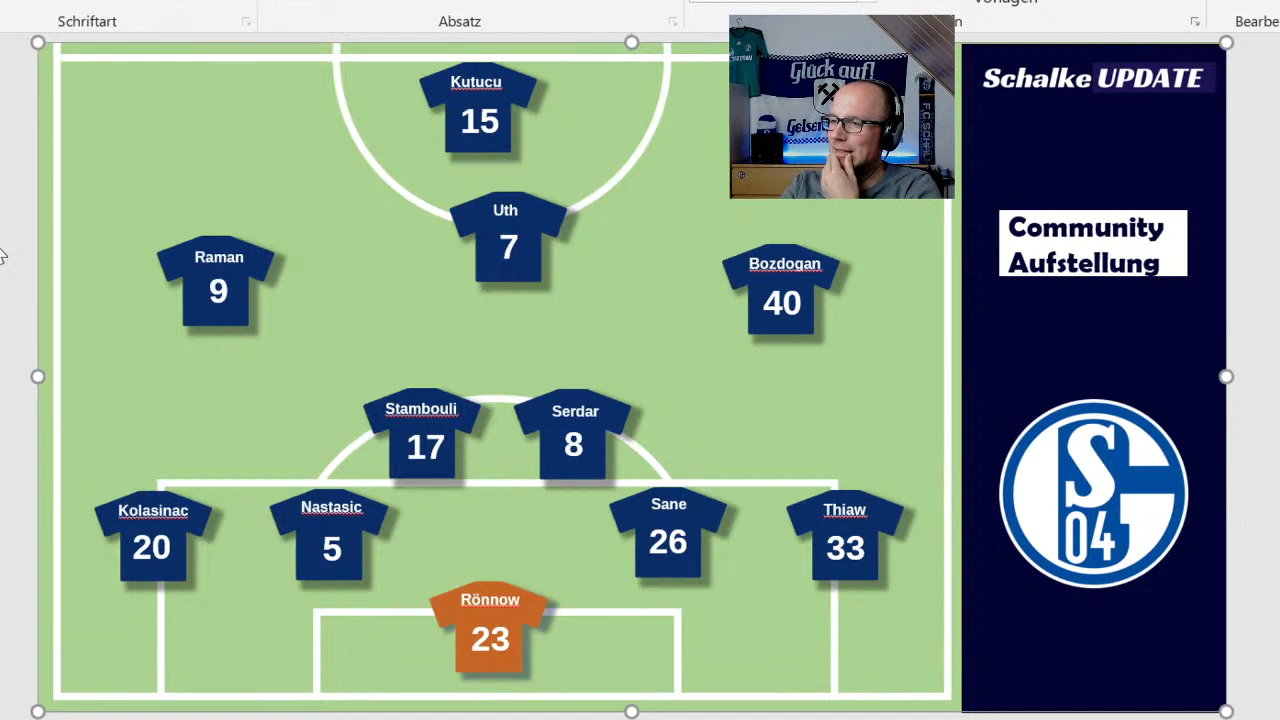 Schriftart
Absatz
Bearbe
Glück auf!
Schalke UPDATE
Kutucu
15
Community
Aufstellung
Uth
7
Raman
9
Bozdogan
40
Stambouli
17
Serdar
8
Kolasinac
20
Nastasic
5
Sane
26
Thiaw
33
S
04
Rönnow
23